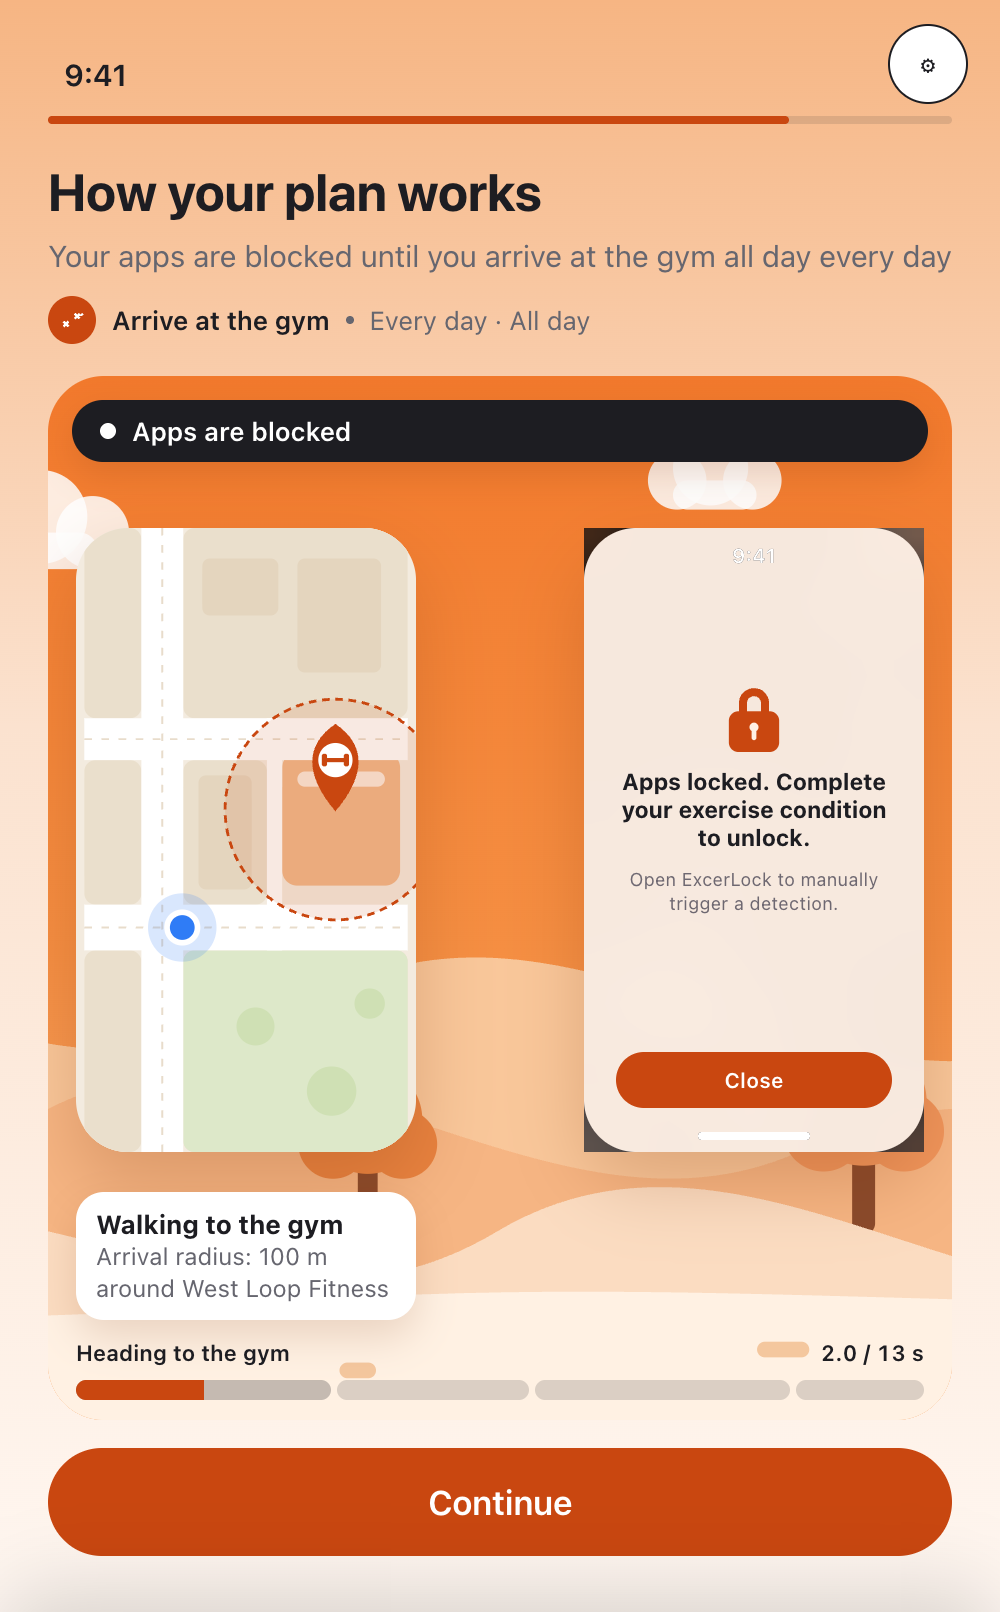 9:41
How your plan works
Your apps are blocked until you arrive at the gym all day every day
Arrive at the gym • Every day · All day
Apps are blocked
9:41
Apps locked. Complete
your exercise condition
to unlock.
Open ExcerLock to manually
trigger a detection.
Close
Walking to the gym
Arrival radius: 100 m
around West Loop Fitness
Heading to the gym
2.0 / 13 s
Continue